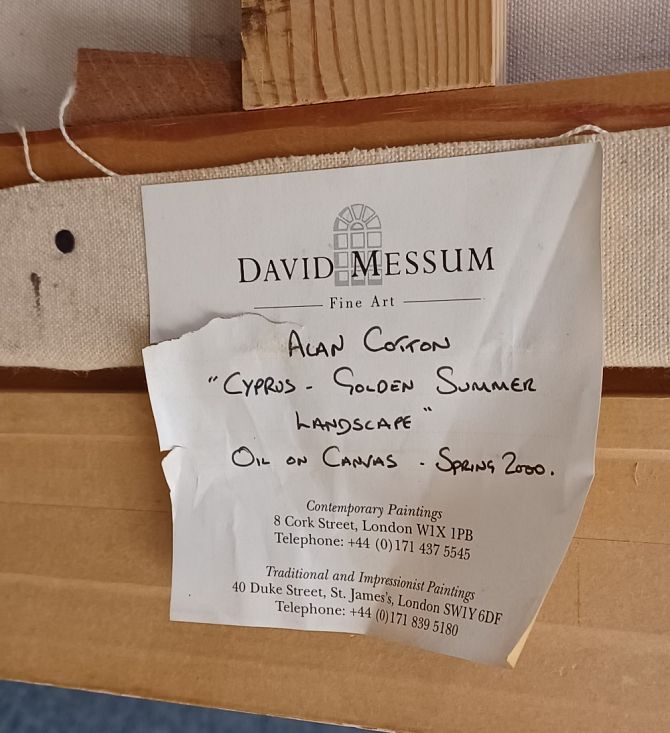 DAVID MESSUM
Fine Art
ALAN COTTON
"CYPRUS - GOLDEN SUMMER
LANDSCAPE"
OIL ON CANVAS - SPRING 2000.
Contemporary Paintings
8 Cork Street, London W1X 1PB
Telephone: +44 (0)171 437 5545
Traditional and Impressionist Paintings
40 Duke Street, St. James's, London SW1Y 6DF
Telephone: +44 (0)171 839 5180